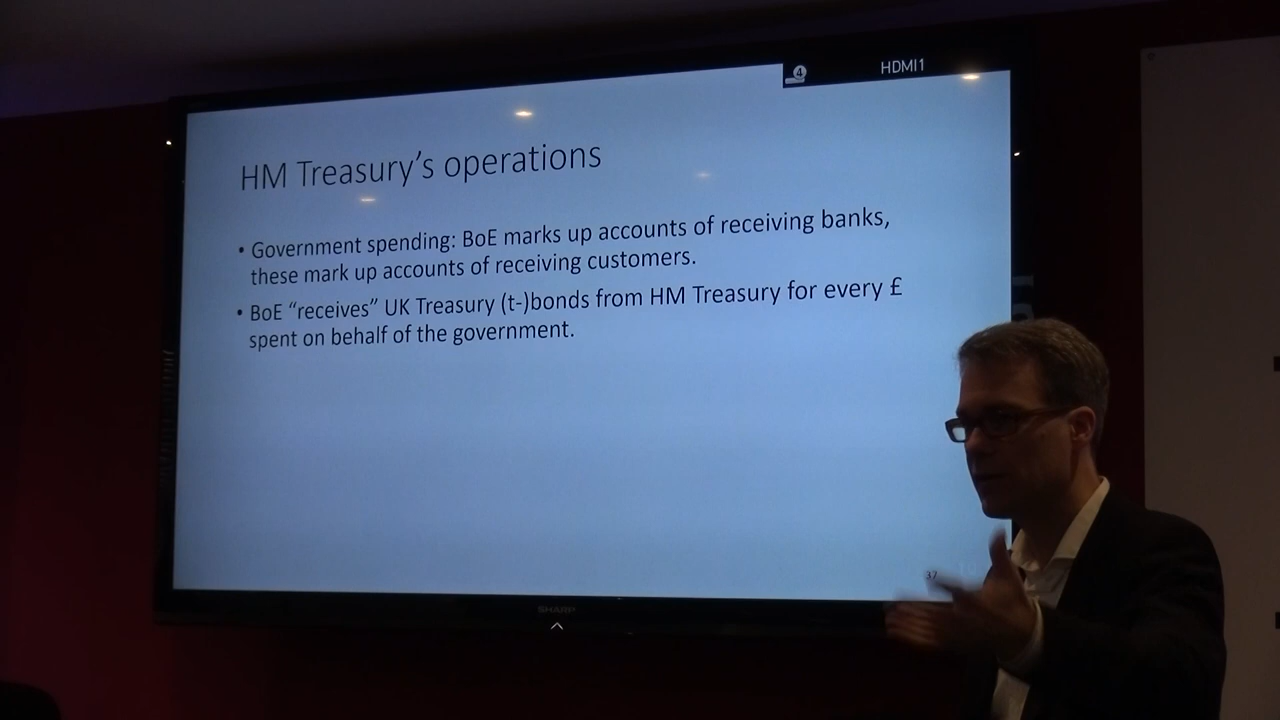 4 HDMI1
HM Treasury's operations
• Government spending: BoE marks up accounts of receiving banks,
these mark up accounts of receiving customers.
• BoE “receives” UK Treasury (t-)bonds from HM Treasury for every £
spent on behalf of the government.
37
SHARP